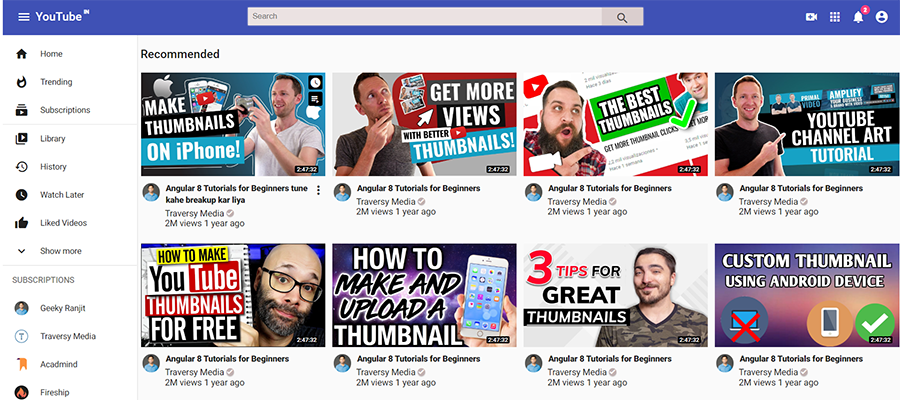 YouTube IN
Search
3
Home
Trending
Subscriptions
Library
History
Watch Later
Liked Videos
Show more
SUBSCRIPTIONS
Geeky Ranjit
Traversy Media
Acadmind
Fireship
Recommended
MAKE
THUMBNAILS
ON iPhone!
2:47:32
Angular 8 Tutorials for Beginners tune
kahe breakup kar liya
Traversy Media
2M views 1 year ago
GET MORE
VIEWS
WITH BETTER
THUMBNAILS!
2:47:32
Angular 8 Tutorials for Beginners
Traversy Media
2M views 1 year ago
Hace 3 días
THE BEST
THUMBNAILS
GET MORE THUMBNAIL CLICKS
Hace 1 semana
2:47:32
Angular 8 Tutorials for Beginners
Traversy Media
2M views 1 year ago
PRIMAL
VIDEO
AMPLIFY
YOUR BUSINESS
& BRAND WITH VIDEO
YOUTUBE
CHANNEL ART
TUTORIAL
2:47:32
Angular 8 Tutorials for Beginners
Traversy Media
2M views 1 year ago
HOW TO MAKE
YouTube
THUMBNAILS
FOR FREE
2:47:32
Angular 8 Tutorials for Beginners
Traversy Media
2M views 1 year ago
HOW TO
MAKE AND
UPLOAD A
THUMBNAIL
2:47:32
Angular 8 Tutorials for Beginners
Traversy Media
2M views 1 year ago
3 TIPS FOR
GREAT
THUMBNAILS
2:47:32
Angular 8 Tutorials for Beginners
Traversy Media
2M views 1 year ago
CUSTOM THUMBNAIL
USING ANDROID DEVICE
2:47:32
Angular 8 Tutorials for Beginners
Traversy Media
2M views 1 year ago